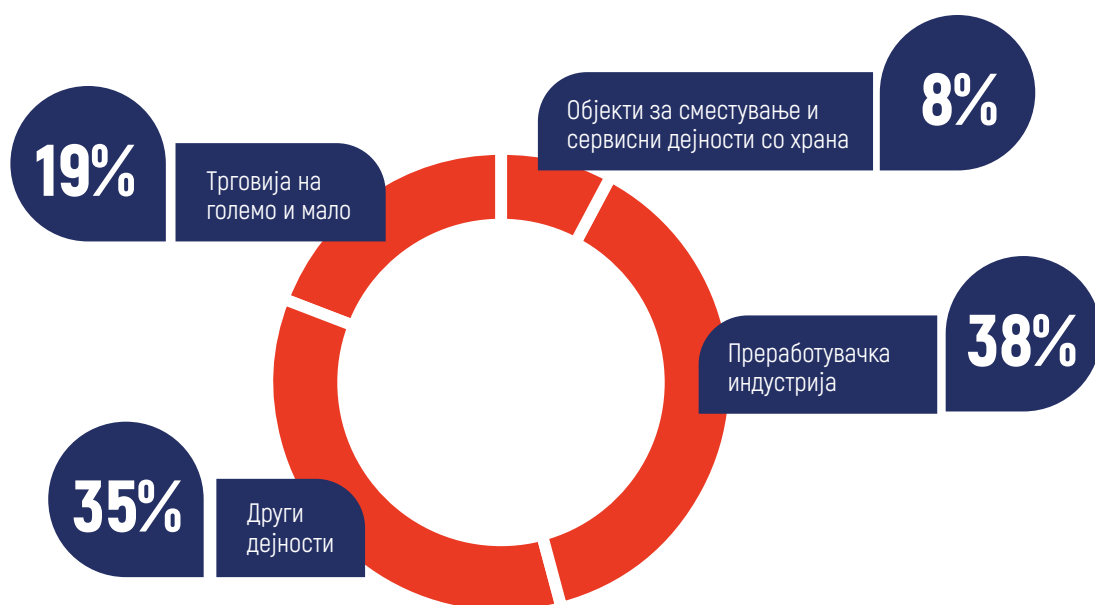 8%
Објекти за сместување и
сервисни дејности со храна
19%
Трговија на
големо и мало
38%
Преработувачка
индустрија
35%
Други
дејности